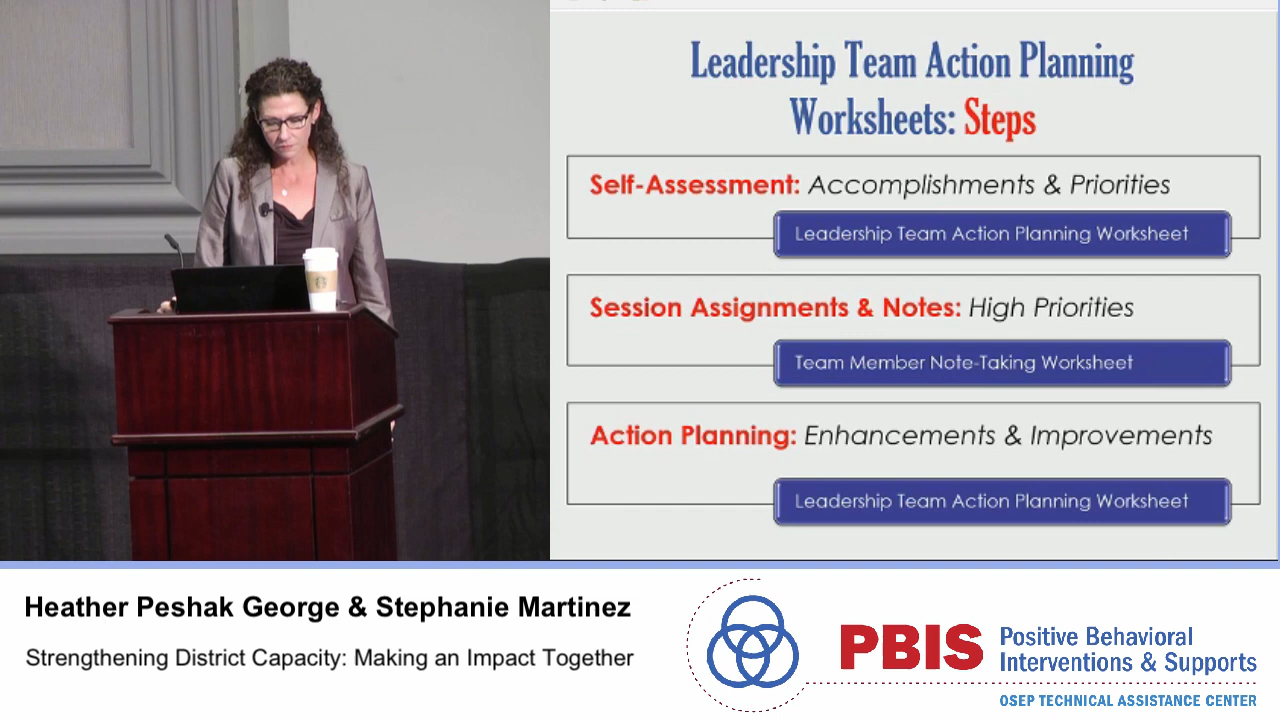 Leadership Team Action Planning
Worksheets: Steps
Self-Assessment: Accomplishments & Priorities
Leadership Team Action Planning Worksheet
Session Assignments & Notes: High Priorities
Team Member Note-Taking Worksheet
Action Planning: Enhancements & Improvements
Leadership Team Action Planning Worksheet
Heather Peshak George & Stephanie Martinez
Strengthening District Capacity: Making an Impact Together
PBIS
Positive Behavioral
Interventions & Supports
OSEP TECHNICAL ASSISTANCE CENTER